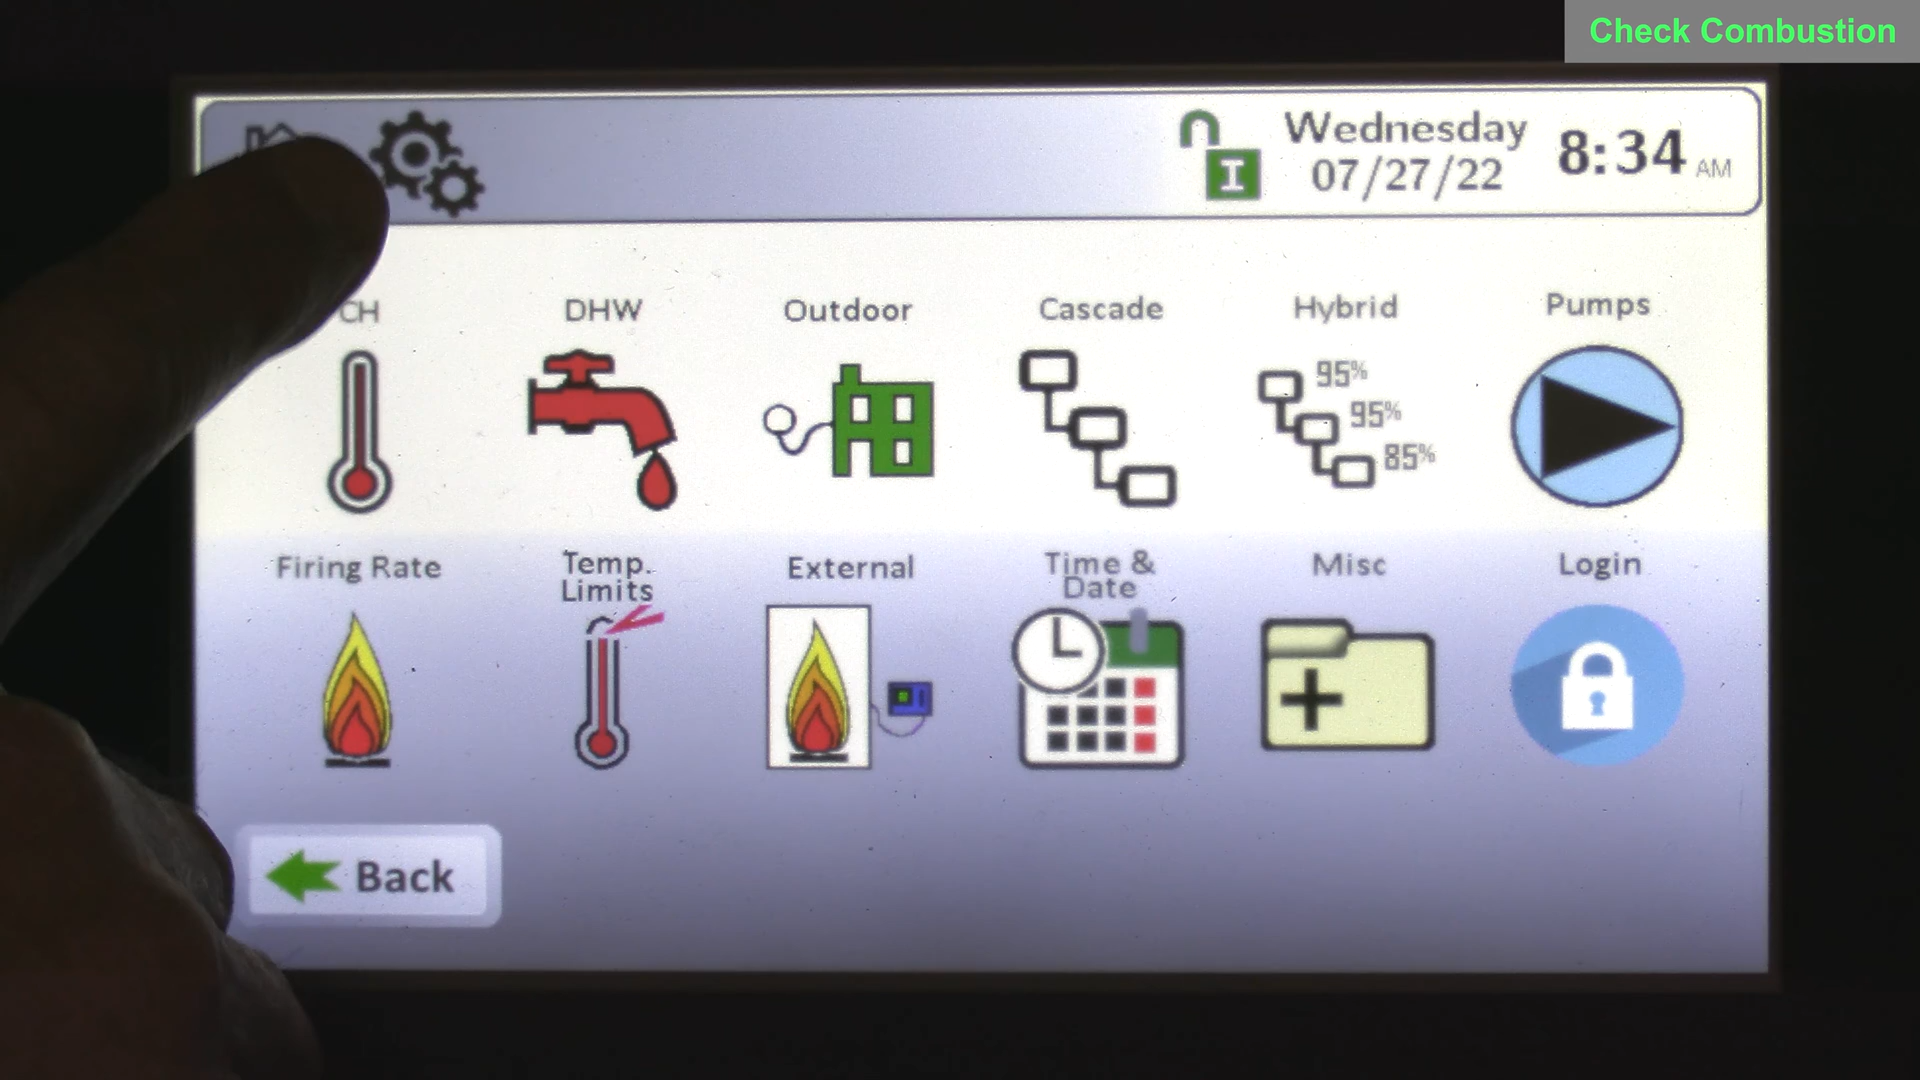 Check Combustion
Wednesday
07/27/22
8:34 AM
I
CH
DHW
Outdoor
Cascade
Hybrid
Pumps
95%
95%
85%
Firing Rate
Temp.
Limits
External
Time &
Date
Misc
Login
Back